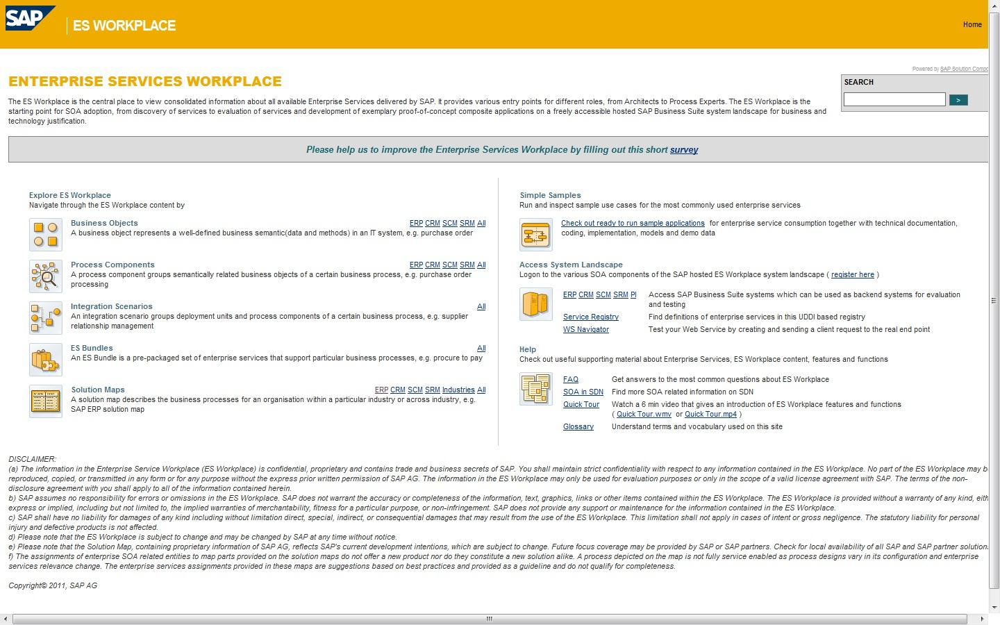 SAP
ES WORKPLACE
Home
Powered by SAP Solution Compo
ENTERPRISE SERVICES WORKPLACE
SEARCH
>
The ES Workplace is the central place to view consolidated information about all available Enterprise Services delivered by SAP. It provides various entry points for different roles, from Architects to Process Experts. The ES Workplace is the
starting point for SOA adoption, from discovery of services to evaluation of services and development of exemplary proof-of-concept composite applications on a freely accessible hosted SAP Business Suite system landscape for business and
technology justification.
Please help us to improve the Enterprise Services Workplace by filling out this short survey
Explore ES Workplace
Navigate through the ES Workplace content by
Business Objects ERP CRM SCM SRM All
A business object represents a well-defined business semantic(data and methods) in an IT system, e.g. purchase order
Process Components ERP CRM SCM SRM All
A process component groups semantically related business objects of a certain business process, e.g. purchase order
processing
Integration Scenarios All
An integration scenario groups deployment units and process components of a certain business process, e.g. supplier
relationship management
ES Bundles All
An ES Bundle is a pre-packaged set of enterprise services that support particular business processes, e.g. procure to pay
Solution Maps ERP CRM SCM SRM Industries All
A solution map describes the business processes for an organisation within a particular industry or across industry, e.g.
SAP ERP solution map
Simple Samples
Run and inspect sample use cases for the most commonly used enterprise services
Check out ready to run sample applications for enterprise service consumption together with technical documentation,
coding, implementation, models and demo data
Access System Landscape
Logon to the various SOA components of the SAP hosted ES Workplace system landscape ( register here )
ERP CRM SCM SRM PI Access SAP Business Suite systems which can be used as backend systems for evaluation
and testing
Service Registry Find definitions of enterprise services in this UDDI based registry
WS Navigator Test your Web Service by creating and sending a client request to the real end point
Help
Check out useful supporting material about Enterprise Services, ES Workplace content, features and functions
FAQ Get answers to the most common questions about ES Workplace
SOA in SDN Find more SOA related information on SDN
Quick Tour Watch a 6 min video that gives an introduction of ES Workplace features and functions
( Quick Tour.wmv or Quick Tour.mp4 )
Glossary Understand terms and vocabulary used on this site
DISCLAIMER:
(a) The information in the Enterprise Service Workplace (ES Workplace) is confidential, proprietary and contains trade and business secrets of SAP. You shall maintain strict confidentiality with respect to any information contained in the ES Workplace. No part of the ES Workplace may b
reproduced, copied, or transmitted in any form or for any purpose without the express prior written permission of SAP AG. The information in the ES Workplace may only be used for evaluation purposes or only in the scope of a valid license agreement with SAP. The terms of the non-
disclosure agreement with you shall apply to all of the information contained herein.
b) SAP assumes no responsibility for errors or omissions in the ES Workplace. SAP does not warrant the accuracy or completeness of the information, text, graphics, links or other items contained within the ES Workplace. The ES Workplace is provided without a warranty of any kind, eith
express or implied, including but not limited to, the implied warranties of merchantability, fitness for a particular purpose, or non-infringement. SAP does not provide any support or maintenance for the information contained in the ES Workplace.
c) SAP shall have no liability for damages of any kind including without limitation direct, special, indirect, or consequential damages that may result from the use of the ES Workplace. This limitation shall not apply in cases of intent or gross negligence. The statutory liability for personal
injury and defective products is not affected.
d) Please note that the ES Workplace is subject to change and may be changed by SAP at any time without notice.
e) Please note that the Solution Map, containing proprietary information of SAP AG, reflects SAP's current development intentions, which are subject to change. Future focus coverage may be provided by SAP or SAP partners. Check for local availability of all SAP and SAP partner solution
f) The assignments of enterprise SOA related entities to map parts provided on the solution maps do not offer a new product nor do they constitute a new solution alike. A process depicted on the map is not fully service enabled as process designs vary in its configuration and enterprise
services relevance change. The enterprise services assignments provided in these maps are suggestions based on best practices and provided as a guideline and do not qualify for completeness.
Copyright© 2011, SAP AG